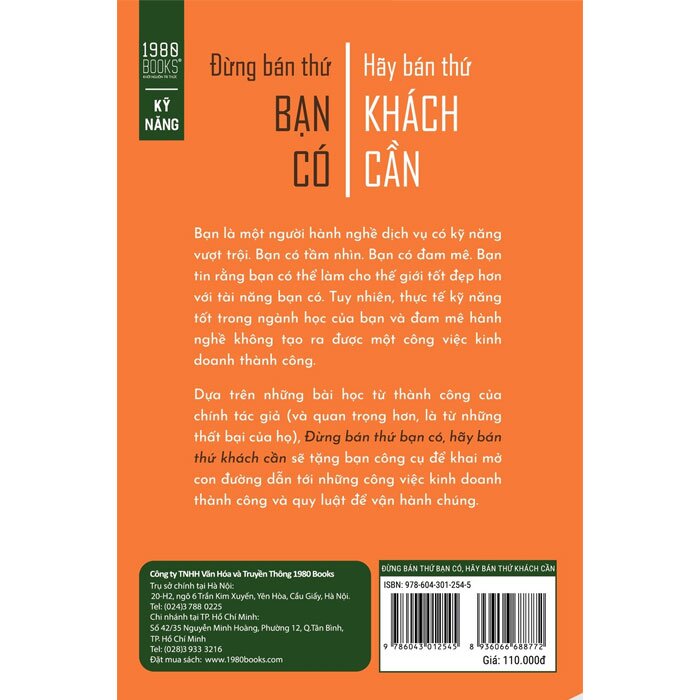 1980
BOOKS®
KHƠI NGUỒN TRI THỨC
KỸ
NĂNG
Đừng bán thứ
BẠN
CÓ
Hãy bán thứ
KHÁCH
CẦN
Bạn là một người hành nghề dịch vụ có kỹ năng
vượt trội. Bạn có tầm nhìn. Bạn có đam mê. Bạn
tin rằng bạn có thể làm cho thế giới tốt đẹp hơn
với tài năng bạn có. Tuy nhiên, thực tế kỹ năng
tốt trong ngành học của bạn và đam mê hành
nghề không tạo ra được một công việc kinh
doanh thành công.
Dựa trên những bài học từ thành công của
chính tác giả (và quan trọng hơn, là từ những
thất bại của họ), Đừng bán thứ bạn có, hãy bán
thứ khách cần sẽ tặng bạn công cụ để khai mở
con đường dẫn tới những công việc kinh doanh
thành công và quy luật để vận hành chúng.
Công ty TNHH Văn Hóa và Truyền Thông 1980 Books
Trụ sở chính tại Hà Nội:
20-H2, ngõ 6 Trần Kim Xuyến, Yên Hòa, Cầu Giấy, Hà Nội.
Tel: (024)3 788 0225
Chi nhánh tại TP. Hồ Chí Minh:
Số 42/35 Nguyễn Minh Hoàng, Phường 12, Q.Tân Bình,
TP. Hồ Chí Minh
Tel: (028)3 933 3216
Đặt mua sách: www.1980books.com
ĐỪNG BÁN THỨ BẠN CÓ, HÃY BÁN THỨ KHÁCH CẦN
ISBN: 978-604-301-254-5
9 786043 012545
8 936066 688772
Giá: 110.000đ